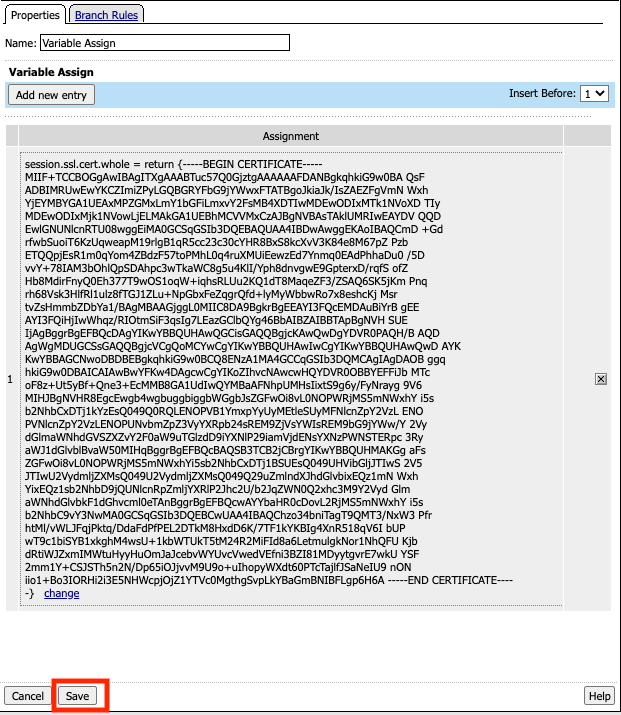 Properties
Branch Rules
Name: Variable Assign
Variable Assign
Add new entry
Insert Before: 1
Assignment
1
session.ssl.cert.whole = return {-----BEGIN CERTIFICATE-----
MIIF+TCCBOGgAwIBAgITXgAAABTuc57Q0GjztgAAAAAAFDANBgkqhkiG9w0BA QsF
ADBIMRUwEwYKCZImiZPyLGQBGRYFbG9jYWwxFTATBgoJkiaJk/IsZAEZFgVmN Wxh
YjEYMBYGA1UEAxMPZGMxLmY1bGFiLmxvY2FsMB4XDTIwMDEwODIxMTk1NVoXD TIy
MDEwODIxMjk1NVowLjELMAkGA1UEBhMCVVMxCzAJBgNVBAsTAklUMRIwEAYDV QQD
EwlGNUNlcnRTU08wggEiMA0GCSqGSIb3DQEBAQUAA4IBDwAwggEKAoIBAQCmD +Gd
rfwbSuoiT6KzUqweapM19rlgB1qR5cc23c30cYHR8BxS8kcXvV3K84e8M67pZ Pzb
ETQQpjEsR1m0qYom4ZBdzF57toPMhL0q4ruXMUiEewzEd7Ymnq0EAdPhhaDu0 /5D
vvY+78IAM3bOhlQpSDAhpc3wTkaWC8g5u4KlI/Yph8dnvgwE9GpterxD/rqfS ofZ
Hb8MdirFnyQ0Eh377T9wOS1oqW+iqhsRLUu2KQ1dT8MaqeZF3/ZSAQ6SK5jKm Pnq
rh68Vsk3HlfRl1ulz8fTGJ1ZLu+NpGbxFeZqgrQfd+lyMyWbbwRo7x8eshcKj Msr
tvZsHmmbZDbYa1/BAgMBAAGjggL0MIIC8DA9BgkrBgEEAYI3FQcEMDAuBiYrB gEE
AYI3FQiHjIwWhqz/RIOtmSiF3qsIg7LEazGClbQYg46BbAIBZAIBBTApBgNVH SUE
IjAgBggrBgEFBQcDAgYIKwYBBQUHAwQGCisGAQQBgjcKAwQwDgYDVR0PAQH/B AQD
AgWgMDUGCSsGAQQBgjcVCgQoMCYwCgYIKwYBBQUHAwIwCgYIKwYBBQUHAwQwD AYK
KwYBBAGCNwoDBDBEBgkqhkiG9w0BCQ8ENzA1MA4GCCqGSIb3DQMCAgIAgDAOB ggq
hkiG9w0DBAICAIAwBwYFKw4DAgcwCgYIKoZIhvcNAwcwHQYDVR0OBBYEFFiJb MTc
oF8z+Ut5yBf+Qne3+EcMMB8GA1UdIwQYMBaAFNhpUMHsIixtS9g6y/FyNrayg 9V6
MIHJBgNVHR8EgcEwgb4wgbuggbiggbWGgbJsZGFwOi8vL0NOPWRjMS5mNWxhY i5s
b2NhbCxDTj1kYzEsQ049Q0RQLENOPVB1YmxpYyUyMEtleSUyMFNlcnZpY2VzL ENO
PVNlcnZpY2VzLENOPUNvbmZpZ3VyYXRpb24sREM9ZjVsYWIsREM9bG9jYWw/Y 2Vy
dGlmaWNhdGVSZXZvY2F0aW9uTGlzdD9iYXNlP29iamVjdENsYXNzPWNSTERpc 3Ry
aWJ1dGlvblBvaW50MIHqBggrBgEFBQcBAQSB3TCB2jCBrgYIKwYBBQUHMAKGg aFs
ZGFwOi8vL0NOPWRjMS5mNWxhYi5sb2NhbCxDTj1BSUEsQ049UHVibGljJTIwS 2V5
JTIwU2VydmljZXMsQ049U2VydmljZXMsQ049Q29uZmlndXJhdGlvbixEQz1mN Wxh
YixEQz1sb2NhbD9jQUNlcnRpZmljYXRlP2Jhc2U/b2JqZWN0Q2xhc3M9Y2Vyd Glm
aWNhdGlvbkF1dGhvcml0eTAnBggrBgEFBQcwAYYbaHR0cDovL2RjMS5mNWxhY i5s
b2NhbC9vY3NwMA0GCSqGSIb3DQEBCwUAA4IBAQChzo34bniTagT9QMT3/NxW3 Pfr
htMl/vWLJFqjPktq/DdaFdPfPEL2DTkM8HxdD6K/7TF1kYKBIg4XnR518qV6I bUP
wT9c1biSYB1xkghM4wsU+1kbWTUkT5tM24R2MiFId8a6LetmulgkNor1NhQFU Kjb
dRtiWJZxmIMWtuHyyHuOmJaJcebvWYUvcVwedVEfni3BZI81MDyytgvrE7wkU YSF
2mm1Y+CSJSTh5n2N/Dp65iOJjvvM9U9o+uIhopyWXdt60PTcTajlfJSaNeIU9 nON
iio1+Bo3IORHi2i3E5NHWcpjOjZ1YTVc0MgthgSvpLkYBaGmBNIBFLgp6H6A -----END CERTIFICATE----
-} change
Cancel
Save
Help